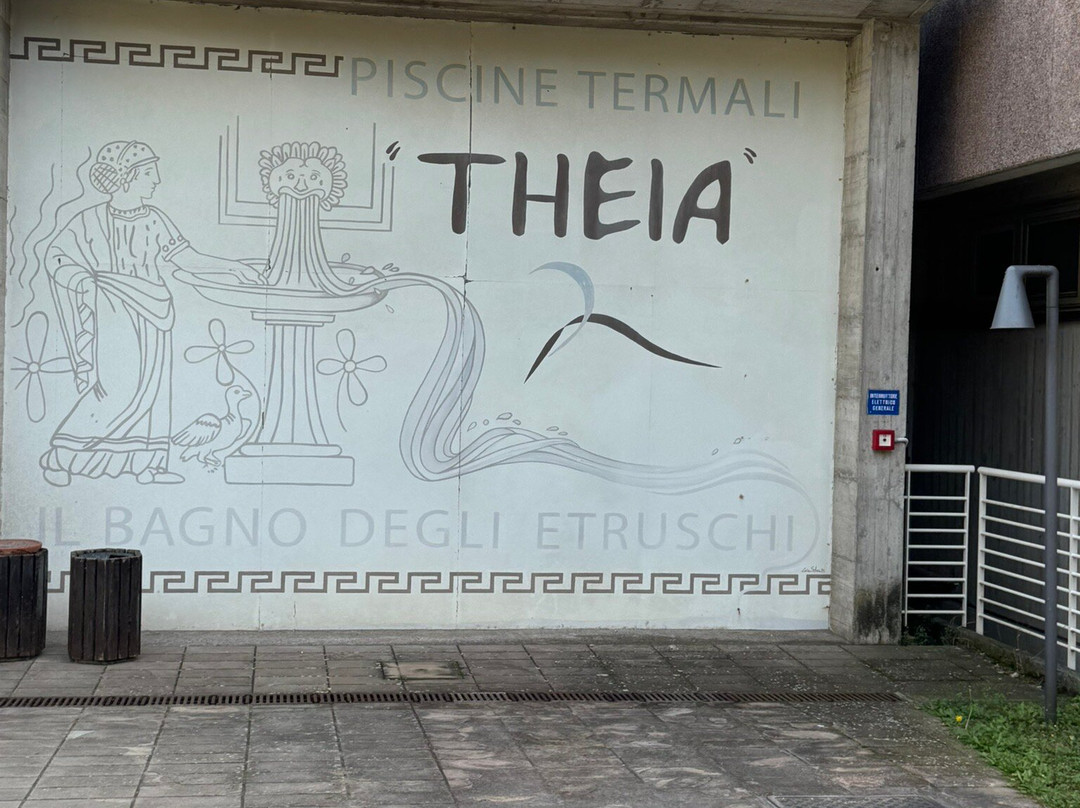 PISCINE TERMALI
"THEIA"
IL BAGNO DEGLI ETRUSCHI
INTERRUTTORE
ELETTRICO
GENERALE